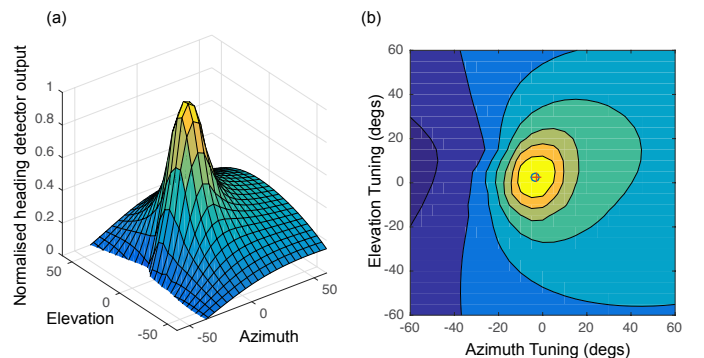 (a)
Normalised heading detector output
1
0.8
0.6
0.4
0.2
0
50
0
-50
Elevation
-50
0
50
Azimuth
(b)
Elevation Tuning (degs)
60
40
20
0
-20
-40
-60
-60 -40 -20 0 20 40 60
Azimuth Tuning (degs)